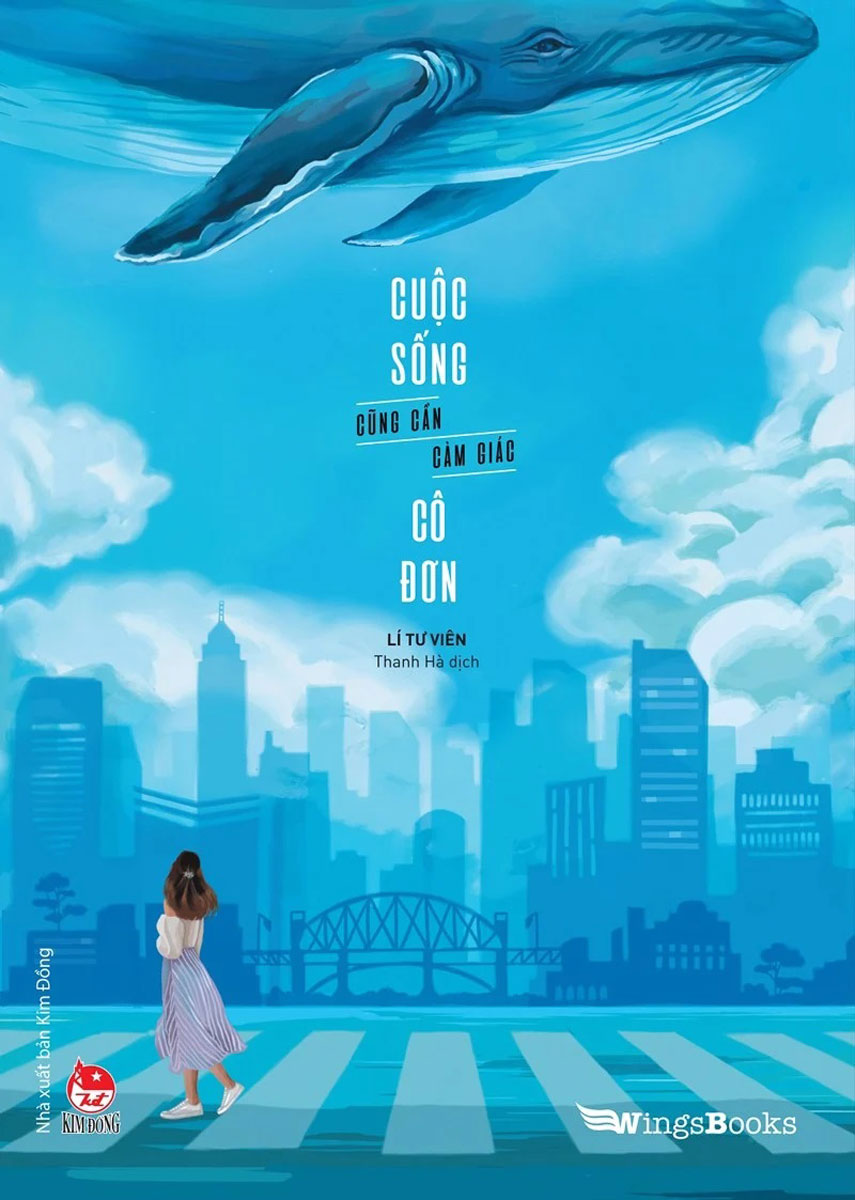 CUỘC
SỐNG
CŨNG CẦN
CẢM GIÁC
CÔ
ĐƠN
LÍ TƯ VIÊN
Thanh Hà dịch
Nhà xuất bản Kim Đồng
KIM ĐỒNG
WingsBooks